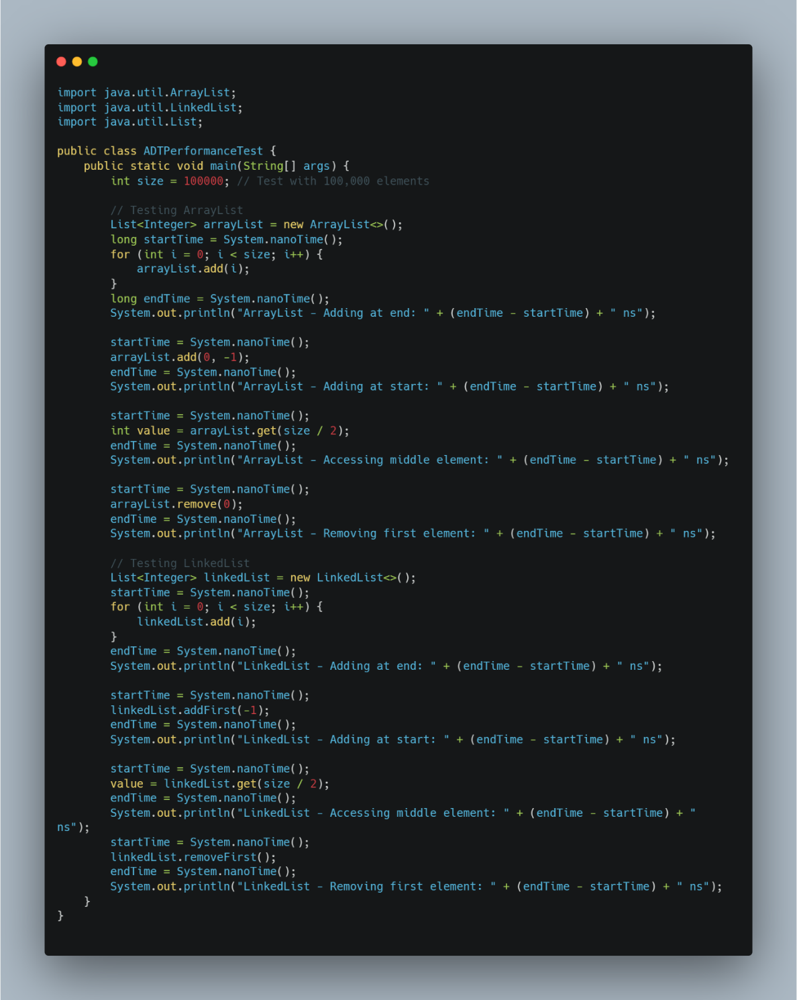 import java.util.ArrayList;
import java.util.LinkedList;
import java.util.List;

public class ADTPerformanceTest {
    public static void main(String[] args) {
        int size = 100000; // Test with 100,000 elements

        // Testing ArrayList
        List<Integer> arrayList = new ArrayList<>();
        long startTime = System.nanoTime();
        for (int i = 0; i < size; i++) {
            arrayList.add(i);
        }
        long endTime = System.nanoTime();
        System.out.println("ArrayList - Adding at end: " + (endTime - startTime) + " ns");

        startTime = System.nanoTime();
        arrayList.add(0, -1);
        endTime = System.nanoTime();
        System.out.println("ArrayList - Adding at start: " + (endTime - startTime) + " ns");

        startTime = System.nanoTime();
        int value = arrayList.get(size / 2);
        endTime = System.nanoTime();
        System.out.println("ArrayList - Accessing middle element: " + (endTime - startTime) + " ns");

        startTime = System.nanoTime();
        arrayList.remove(0);
        endTime = System.nanoTime();
        System.out.println("ArrayList - Removing first element: " + (endTime - startTime) + " ns");

        // Testing LinkedList
        List<Integer> linkedList = new LinkedList<>();
        startTime = System.nanoTime();
        for (int i = 0; i < size; i++) {
            linkedList.add(i);
        }
        endTime = System.nanoTime();
        System.out.println("LinkedList - Adding at end: " + (endTime - startTime) + " ns");

        startTime = System.nanoTime();
        linkedList.addFirst(-1);
        endTime = System.nanoTime();
        System.out.println("LinkedList - Adding at start: " + (endTime - startTime) + " ns");

        startTime = System.nanoTime();
        value = linkedList.get(size / 2);
        endTime = System.nanoTime();
        System.out.println("LinkedList - Accessing middle element: " + (endTime - startTime) + "
ns");
        startTime = System.nanoTime();
        linkedList.removeFirst();
        endTime = System.nanoTime();
        System.out.println("LinkedList - Removing first element: " + (endTime - startTime) + " ns");
    }
}